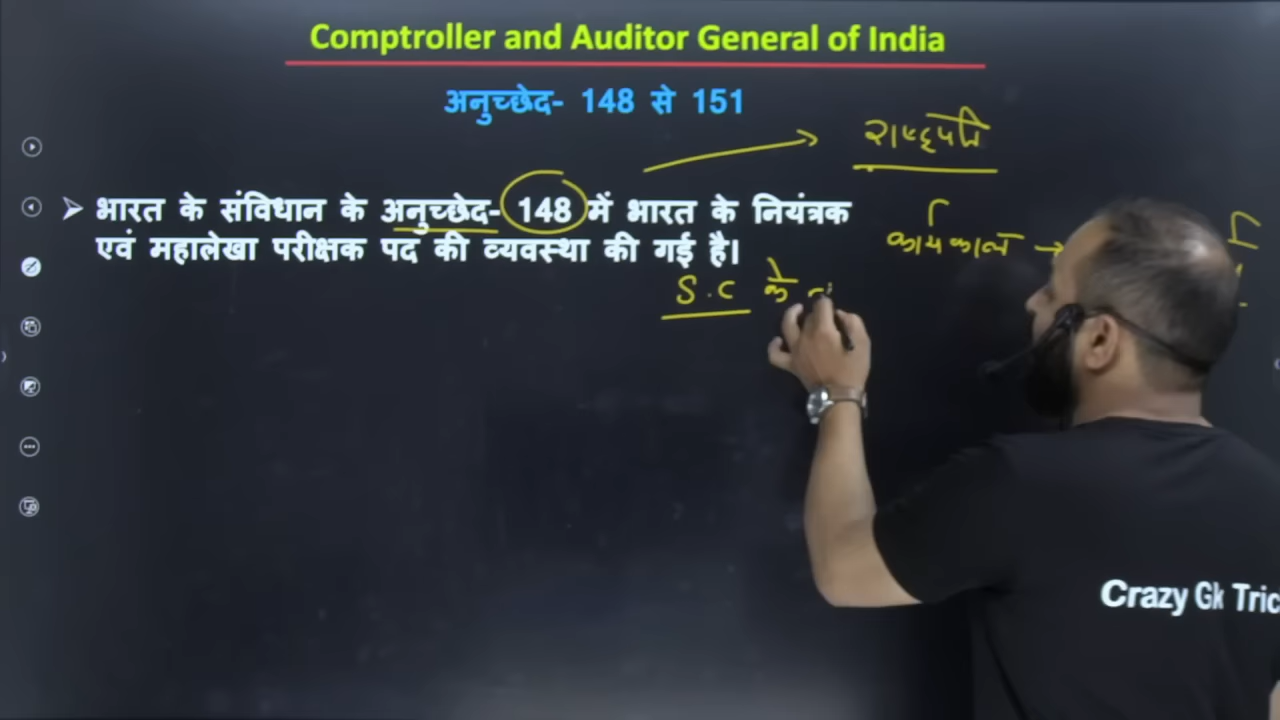 Comptroller and Auditor General of India
अनुच्छेद- 148 से 151
राष्ट्रपति
भारत के संविधान के अनुच्छेद- 148 में भारत के नियंत्रक
एवं महालेखा परीक्षक पद की व्यवस्था की गई है।
कार्यकाल →
S.C के
Crazy Gk Tric